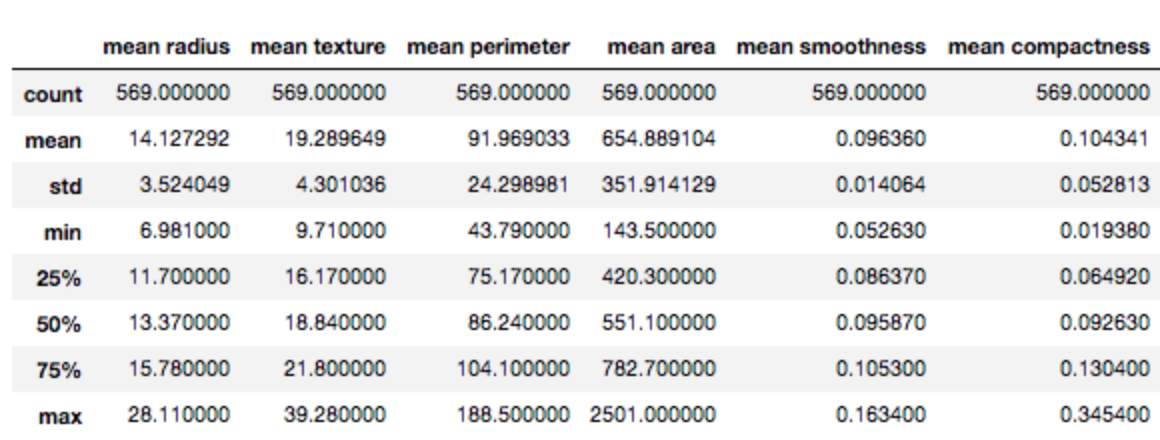 mean radius mean texture mean perimeter mean area mean smoothness mean compactness
count 569.000000 569.000000 569.000000 569.000000 569.000000 569.000000
mean 14.127292 19.289649 91.969033 654.889104 0.096360 0.104341
std 3.524049 4.301036 24.298981 351.914129 0.014064 0.052813
min 6.981000 9.710000 43.790000 143.500000 0.052630 0.019380
25% 11.700000 16.170000 75.170000 420.300000 0.086370 0.064920
50% 13.370000 18.840000 86.240000 551.100000 0.095870 0.092630
75% 15.780000 21.800000 104.100000 782.700000 0.105300 0.130400
max 28.110000 39.280000 188.500000 2501.000000 0.163400 0.345400